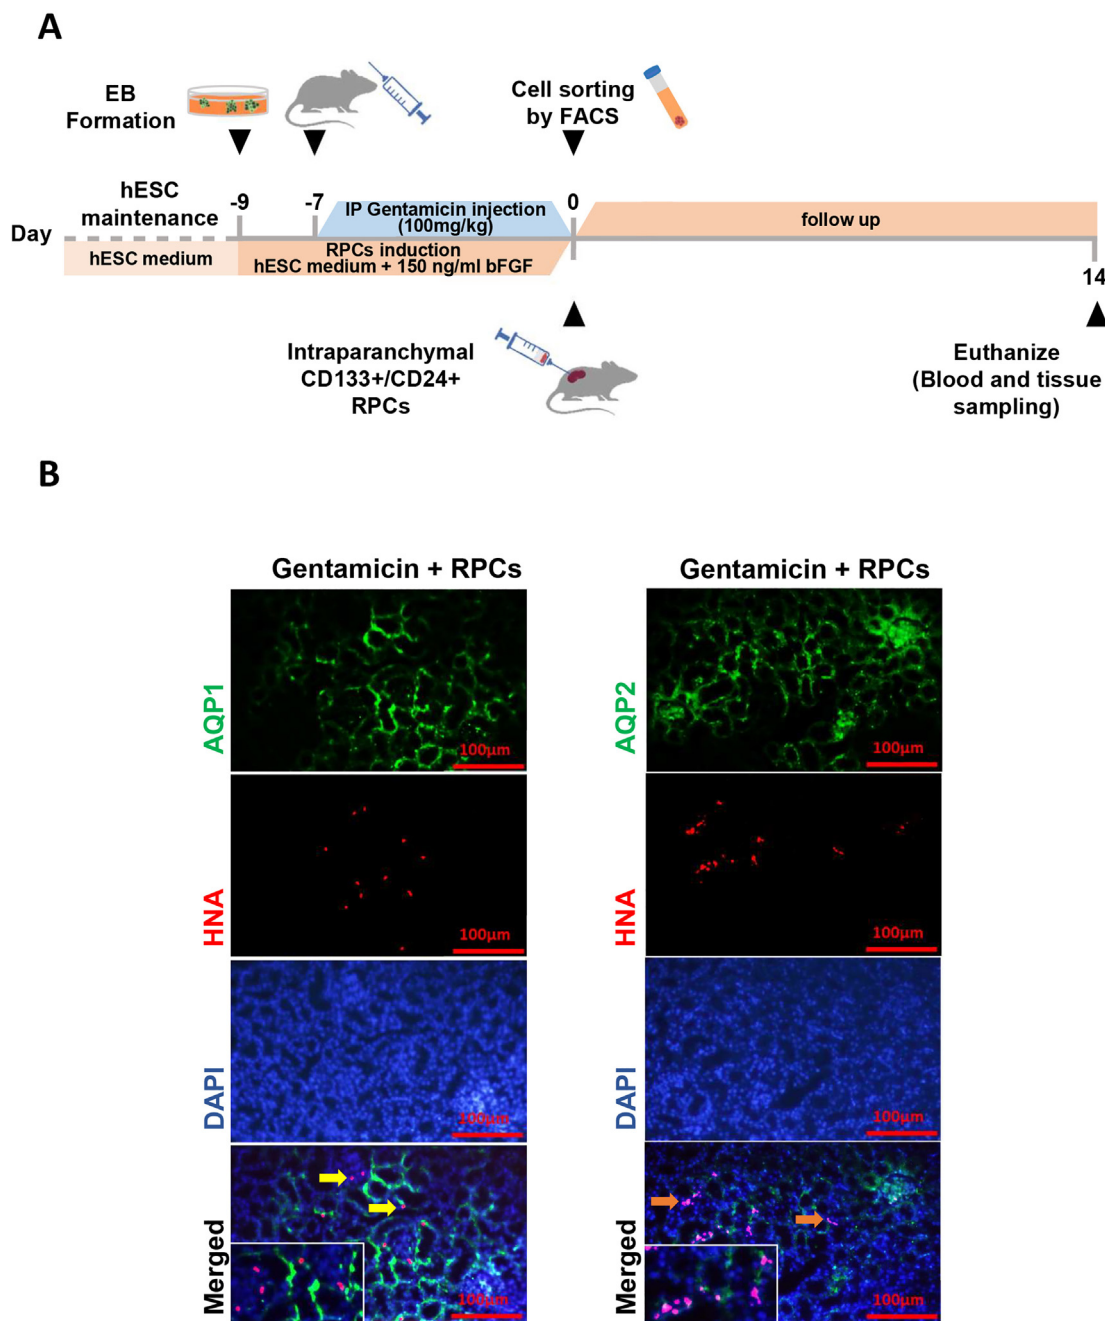 A
EB
Formation
Cell sorting
by FACS
hESC
maintenance
-9
-7
IP Gentamicin injection
(100mg/kg)
0
follow up
Day
hESC medium
RPCs induction
hESC medium + 150 ng/ml bFGF
14
Intraparanchymal
CD133+/CD24+
RPCs
Euthanize
(Blood and tissue
sampling)
B
Gentamicin + RPCs
Gentamicin + RPCs
AQP1
100µm
AQP2
100µm
HNA
100µm
HNA
100µm
DAPI
100µm
DAPI
100µm
Merged
100µm
Merged
100µm